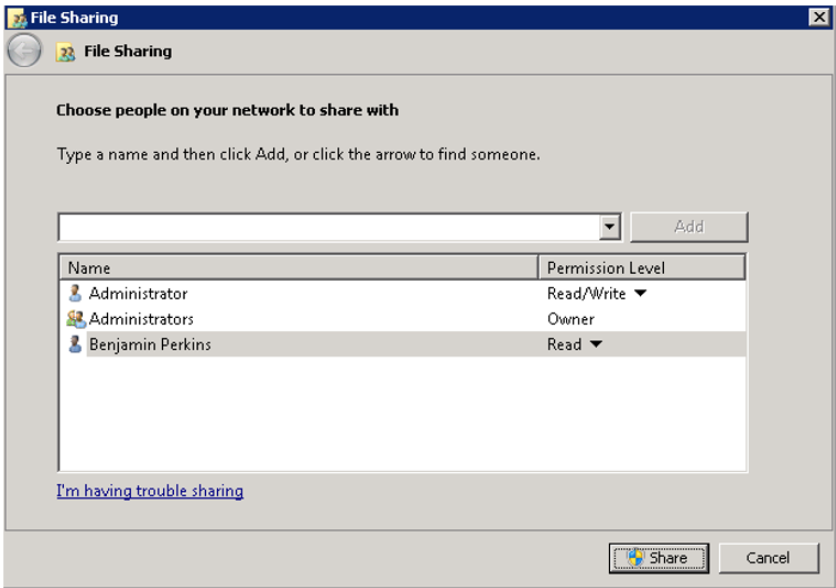 File Sharing
File Sharing
Choose people on your network to share with
Type a name and then click Add, or click the arrow to find someone.
Add
Name Permission Level
Administrator Read/Write
Administrators Owner
Benjamin Perkins Read
I'm having trouble sharing
Share Cancel